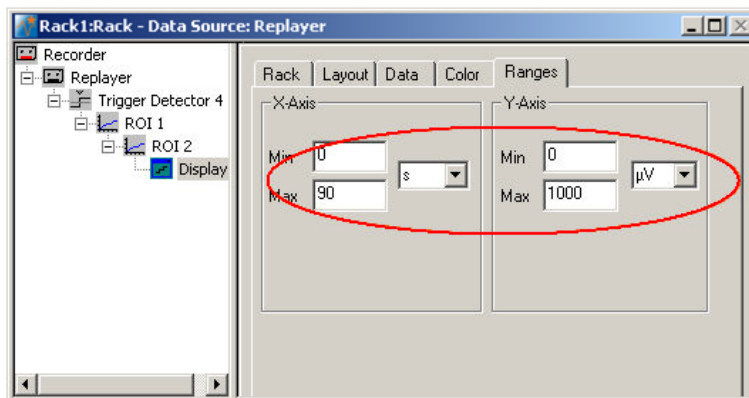 Rack1:Rack - Data Source: Replayer
Recorder
Replayer
Trigger Detector 4
ROI 1
ROI 2
Display
Rack Layout Data Color Ranges
X-Axis
Min 0
Max 90
s
Y-Axis
Min 0
Max 1000
µV